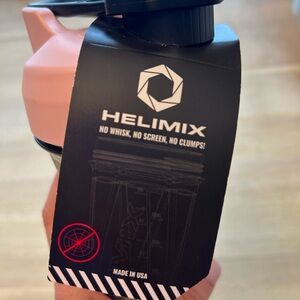 HELIMIX
NO WHISK, NO SCREEN, NO CLUMPS!
MADE IN USA